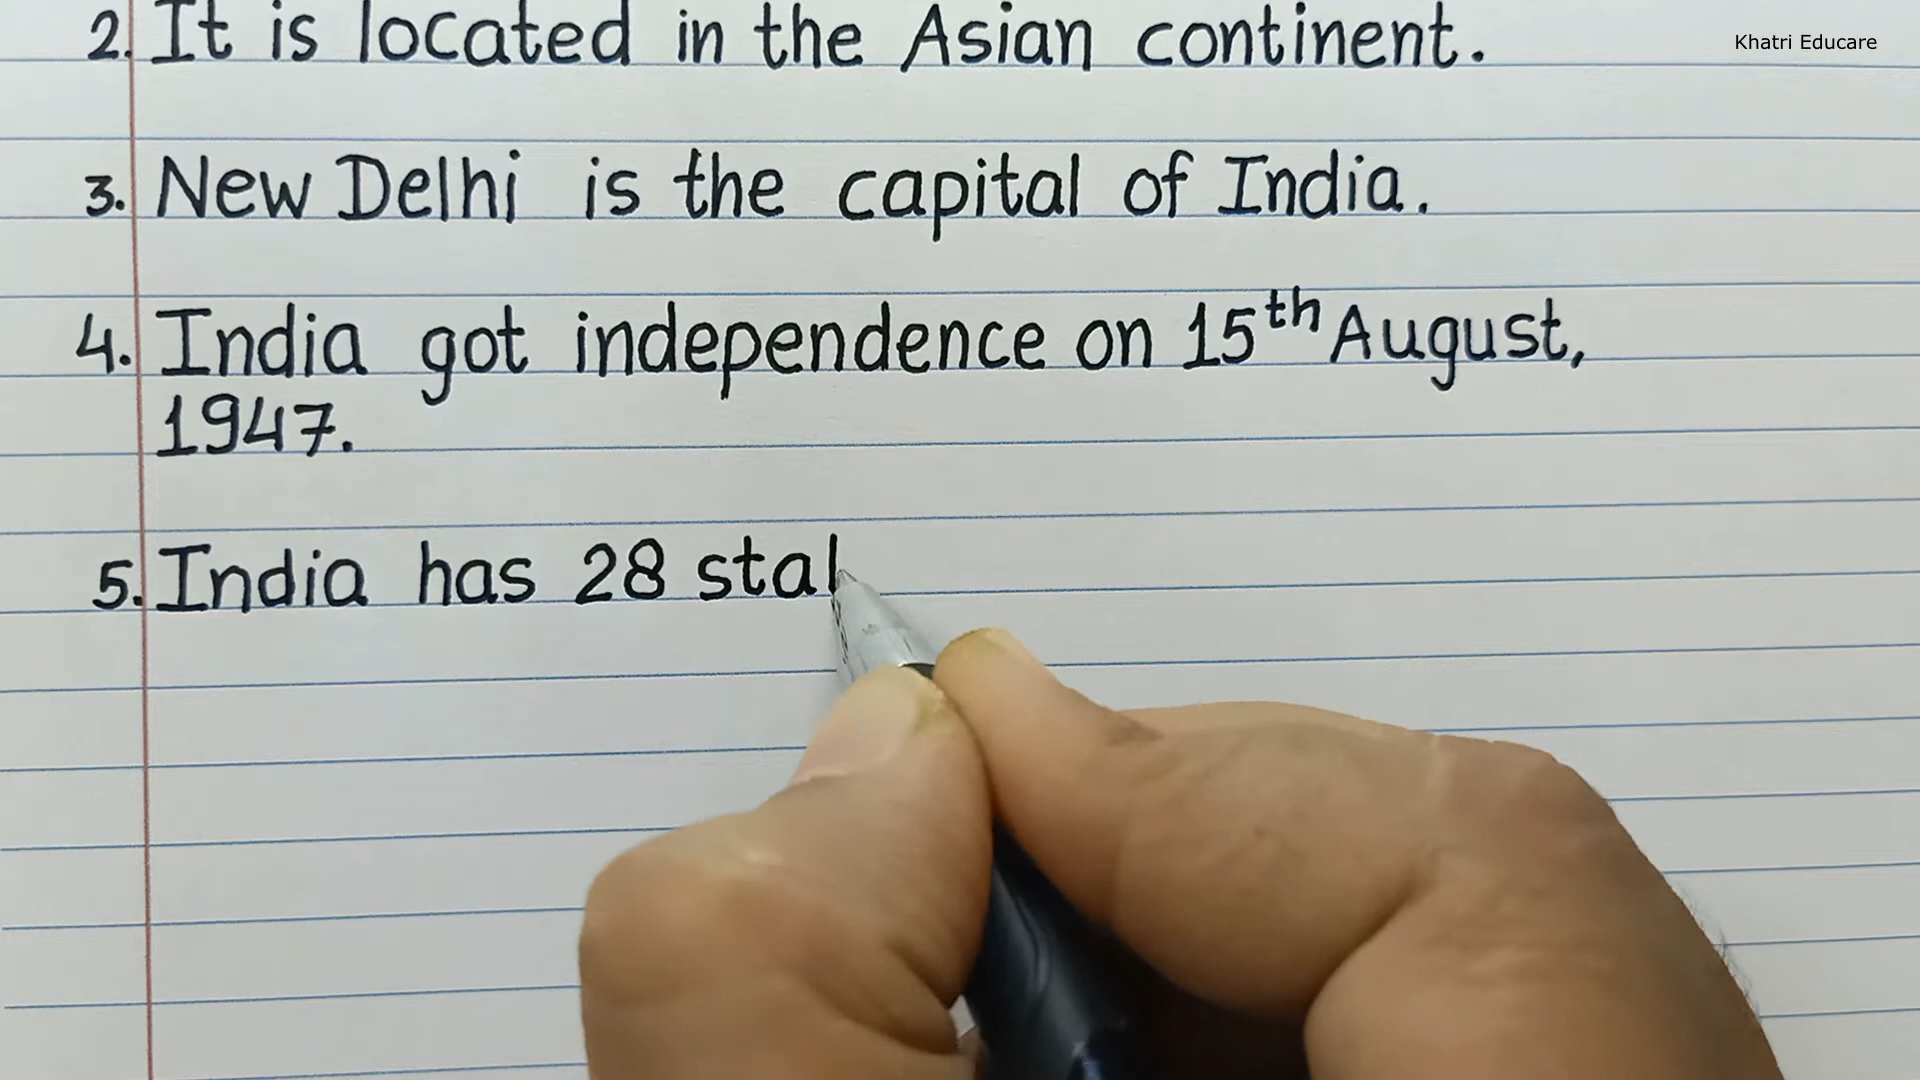 2. It is located in the Asian continent.
Khatri Educare
3. New Delhi is the capital of India.
4. India got independence on 15th August,
1947.
5. India has 28 stal